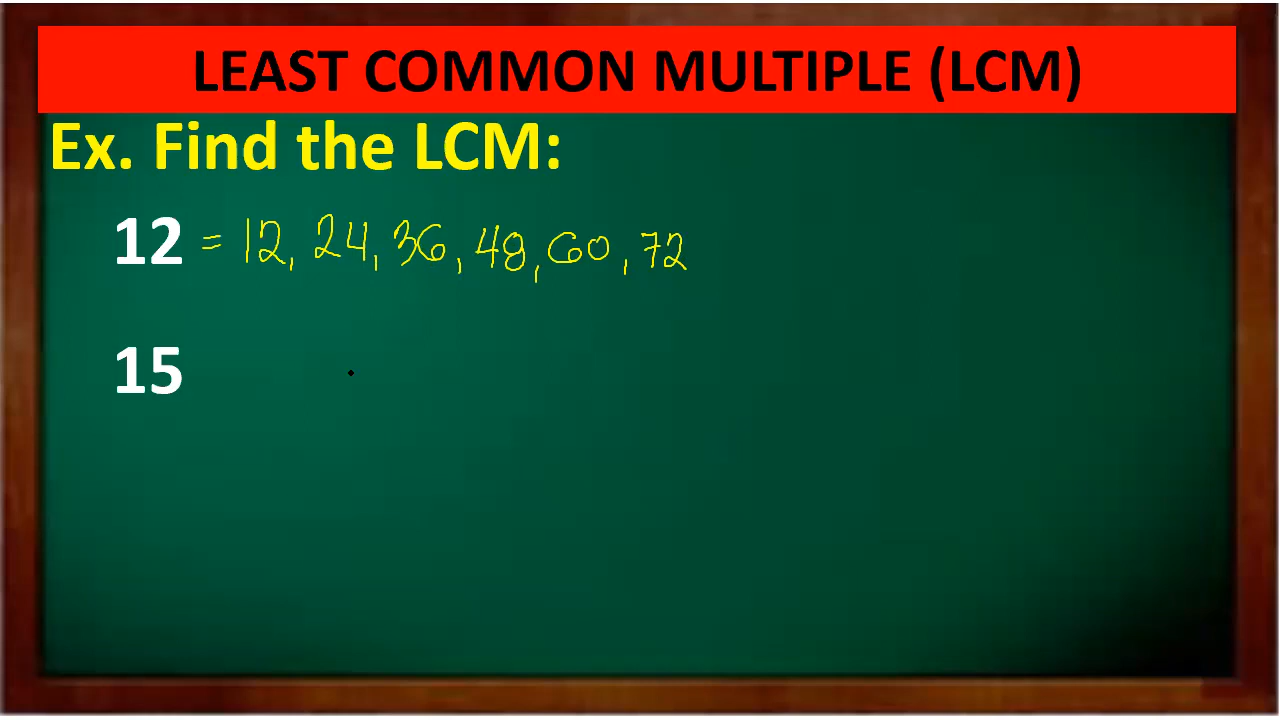 LEAST COMMON MULTIPLE (LCM)
Ex. Find the LCM:
12 = 12, 24, 36, 48, 60, 72
15